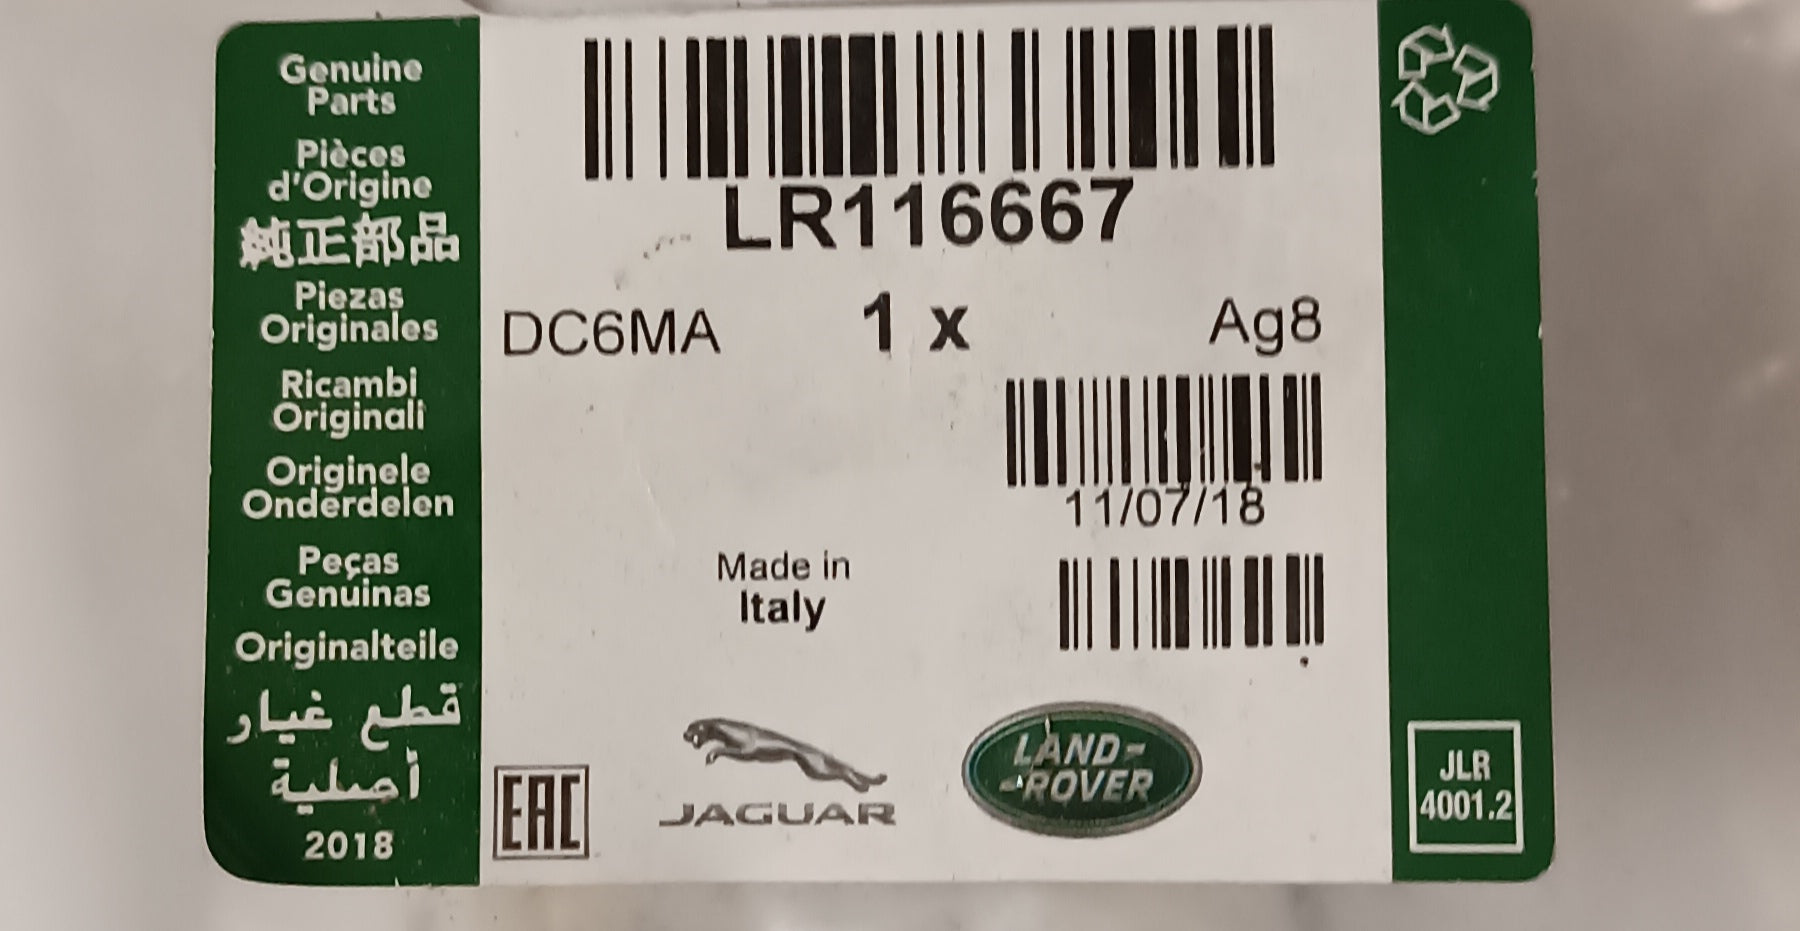 Genuine
Parts
Pièces
d'Origine
純正部品
Piezas
Originales
Ricambi
Originali
Originele
Onderdelen
Peças
Genuinas
Originalteile
قطع غيار
أصلية
2018
LR116667
DC6MA 1 x Ag8
11/07/18
Made in
Italy
EAC
JAGUAR
LAND-
-ROVER
JLR
4001.2